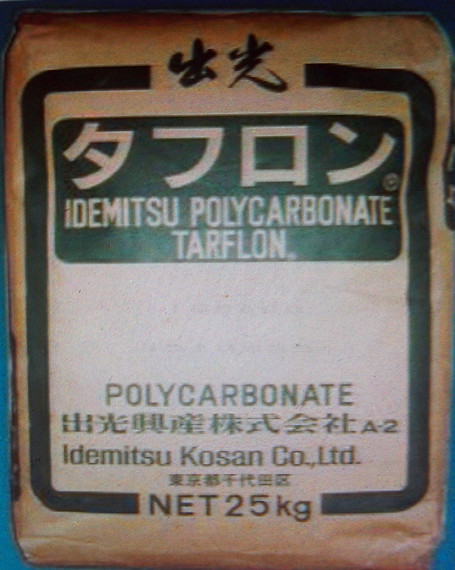 出光
タフロン®
IDEMITSU POLYCARBONATE
TARFLON®
POLYCARBONATE
出光興産株式会社 A-2
Idemitsu Kosan Co.,Ltd.
東京都千代田区
NET 25kg